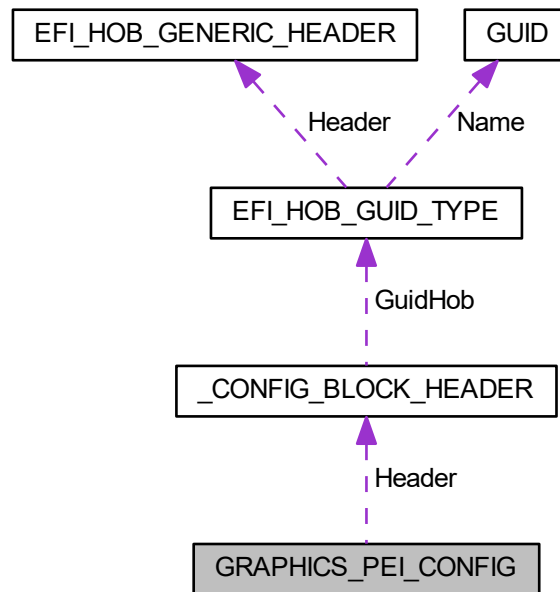 EFI_HOB_GENERIC_HEADER
GUID
Header
Name
EFI_HOB_GUID_TYPE
GuidHob
_CONFIG_BLOCK_HEADER
Header
GRAPHICS_PEI_CONFIG